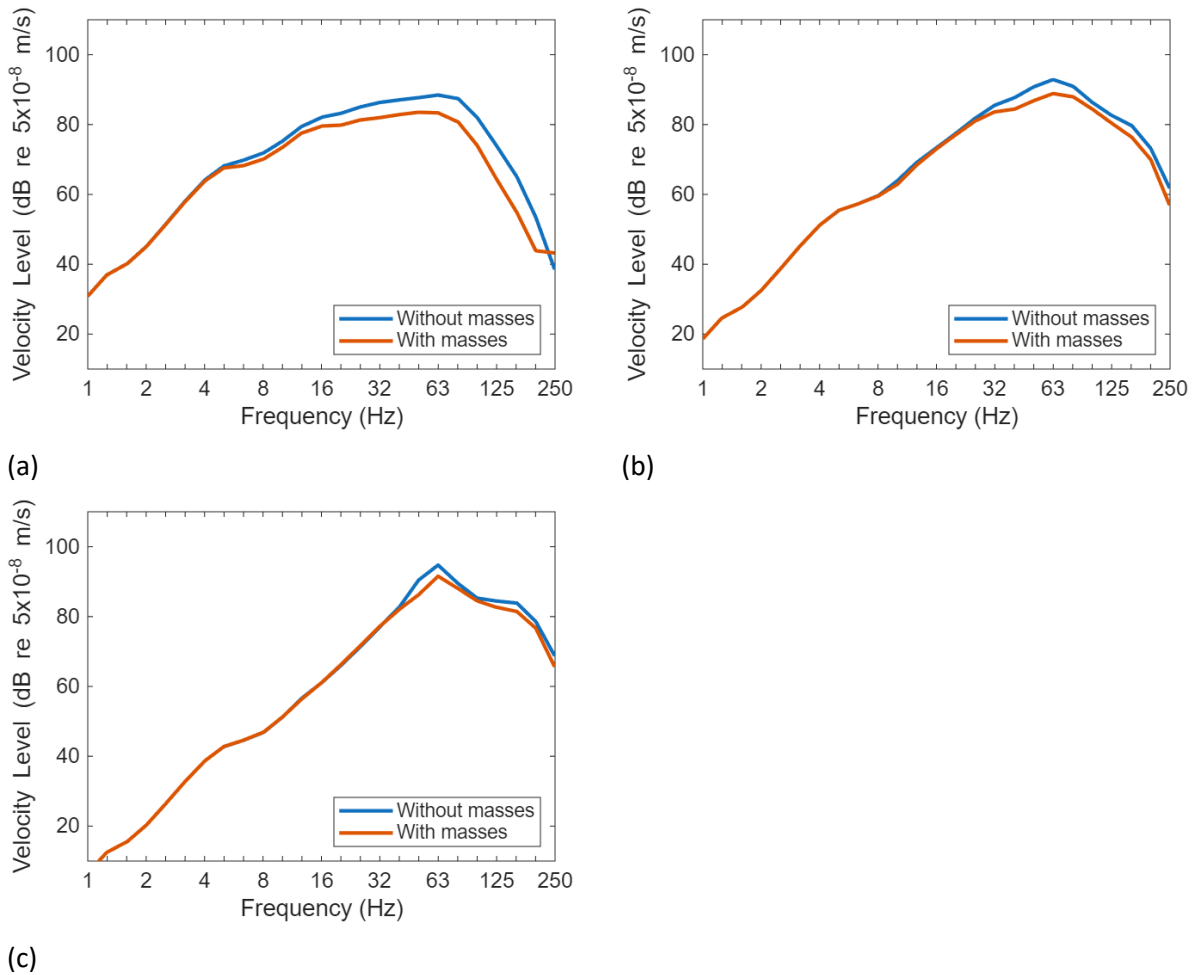 Velocity Level (dB re 5x10-8 m/s)
100
80
60
40
20
Without masses
With masses
1 2 4 8 16 32 63 125 250
Frequency (Hz)
(a)
Velocity Level (dB re 5x10-8 m/s)
100
80
60
40
20
Without masses
With masses
1 2 4 8 16 32 63 125 250
Frequency (Hz)
(b)
Velocity Level (dB re 5x10-8 m/s)
100
80
60
40
20
Without masses
With masses
1 2 4 8 16 32 63 125 250
Frequency (Hz)
(c)